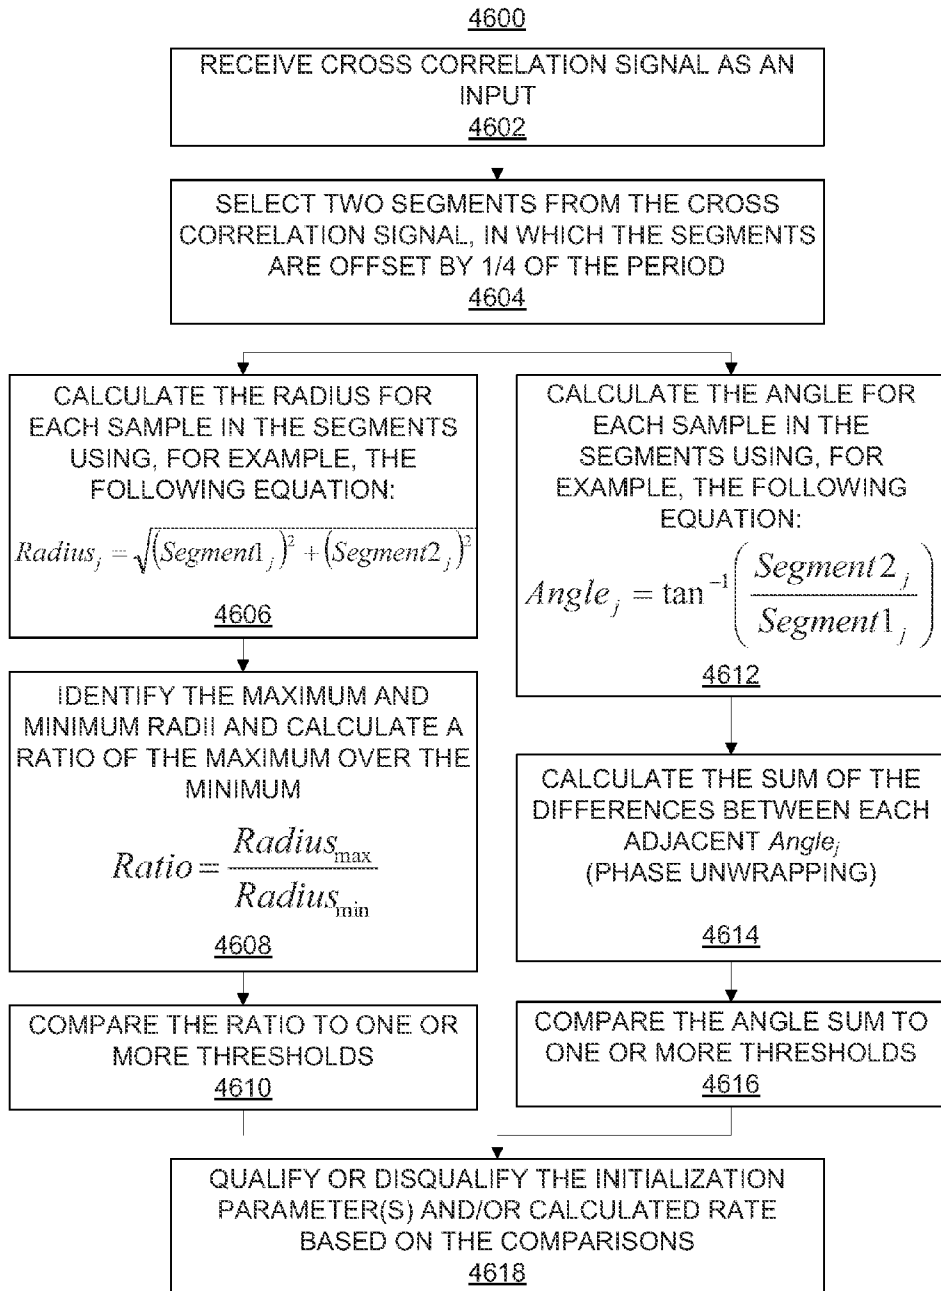 4600
RECEIVE CROSS CORRELATION SIGNAL AS AN
INPUT
4602
SELECT TWO SEGMENTS FROM THE CROSS
CORRELATION SIGNAL, IN WHICH THE SEGMENTS
ARE OFFSET BY 1/4 OF THE PERIOD
4604
CALCULATE THE RADIUS FOR
EACH SAMPLE IN THE SEGMENTS
USING, FOR EXAMPLE, THE
FOLLOWING EQUATION:
Radius_j = √((Segment1_j)² + (Segment2_j)²)
4606
IDENTIFY THE MAXIMUM AND
MINIMUM RADII AND CALCULATE A
RATIO OF THE MAXIMUM OVER THE
MINIMUM
Ratio = Radius_max / Radius_min
4608
COMPARE THE RATIO TO ONE OR
MORE THRESHOLDS
4610
CALCULATE THE ANGLE FOR
EACH SAMPLE IN THE
SEGMENTS USING, FOR
EXAMPLE, THE FOLLOWING
EQUATION:
Angle_j = tan⁻¹(Segment2_j / Segment1_j)
4612
CALCULATE THE SUM OF THE
DIFFERENCES BETWEEN EACH
ADJACENT Angle_j
(PHASE UNWRAPPING)
4614
COMPARE THE ANGLE SUM TO
ONE OR MORE THRESHOLDS
4616
QUALIFY OR DISQUALIFY THE INITIALIZATION
PARAMETER(S) AND/OR CALCULATED RATE
BASED ON THE COMPARISONS
4618